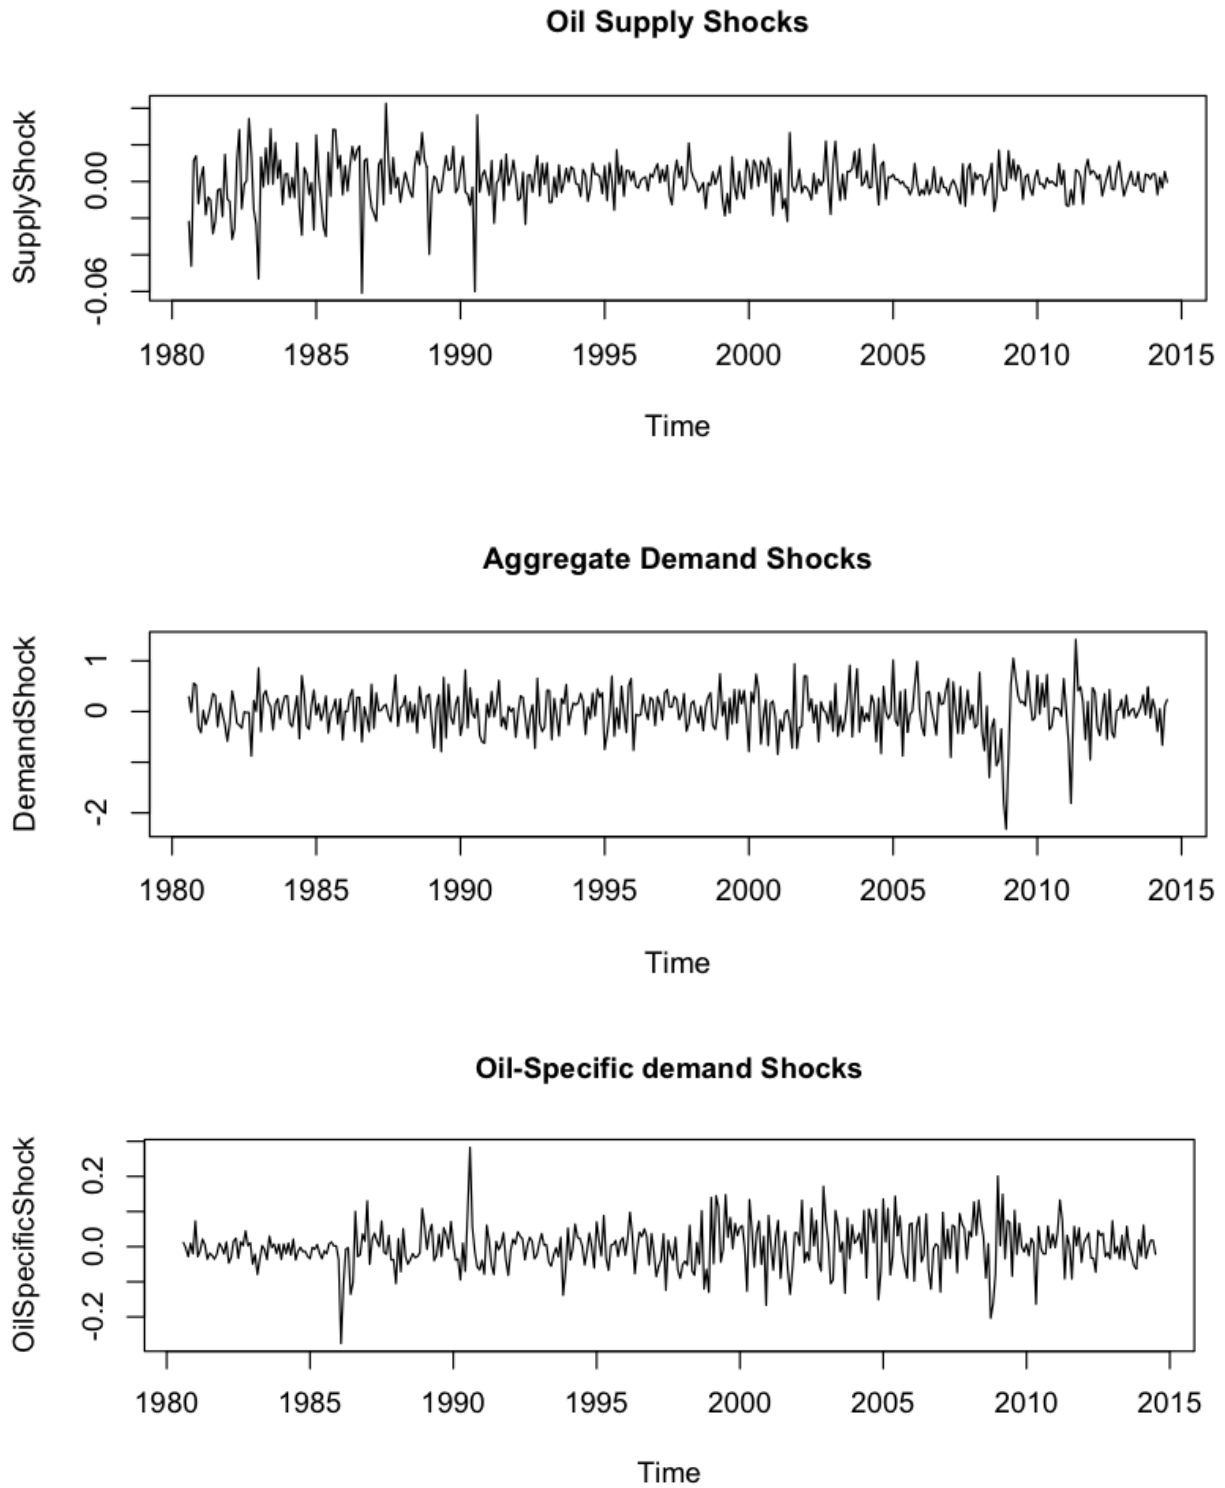 Oil Supply Shocks
SupplyShock
0.00
-0.06
1980 1985 1990 1995 2000 2005 2010 2015
Time
Aggregate Demand Shocks
DemandShock
1
0
-2
1980 1985 1990 1995 2000 2005 2010 2015
Time
Oil-Specific demand Shocks
OilSpecificShock
0.2
0.0
-0.2
1980 1985 1990 1995 2000 2005 2010 2015
Time